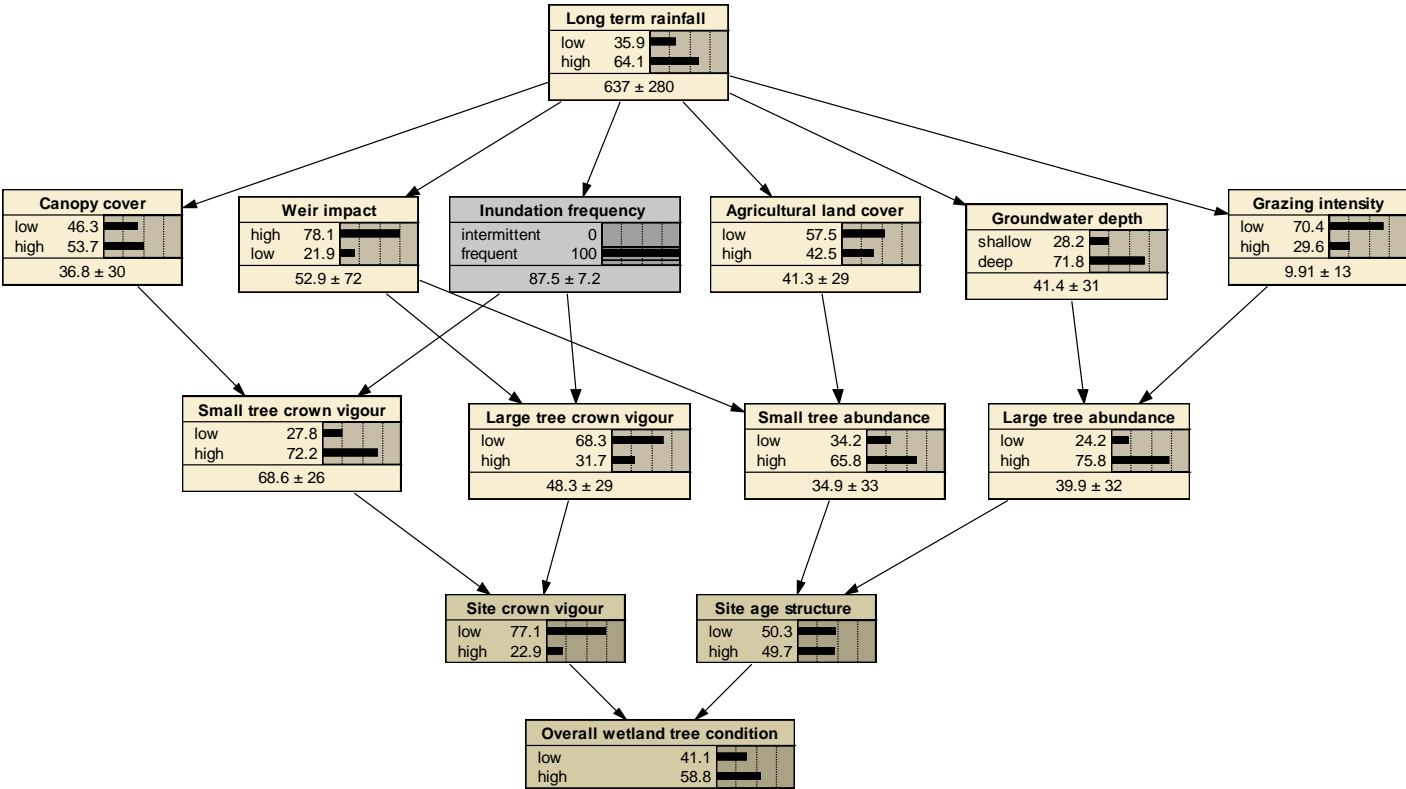 Long term rainfall
low 35.9
high 64.1
637 ± 280
Canopy cover
low 46.3
high 53.7
36.8 ± 30
Weir impact
high 78.1
low 21.9
52.9 ± 72
Inundation frequency
intermittent 0
frequent 100
87.5 ± 7.2
Agricultural land cover
low 57.5
high 42.5
41.3 ± 29
Groundwater depth
shallow 28.2
deep 71.8
41.4 ± 31
Grazing intensity
low 70.4
high 29.6
9.91 ± 13
Small tree crown vigour
low 27.8
high 72.2
68.6 ± 26
Large tree crown vigour
low 68.3
high 31.7
48.3 ± 29
Small tree abundance
low 34.2
high 65.8
34.9 ± 33
Large tree abundance
low 24.2
high 75.8
39.9 ± 32
Site crown vigour
low 77.1
high 22.9
Site age structure
low 50.3
high 49.7
Overall wetland tree condition
low 41.1
high 58.8